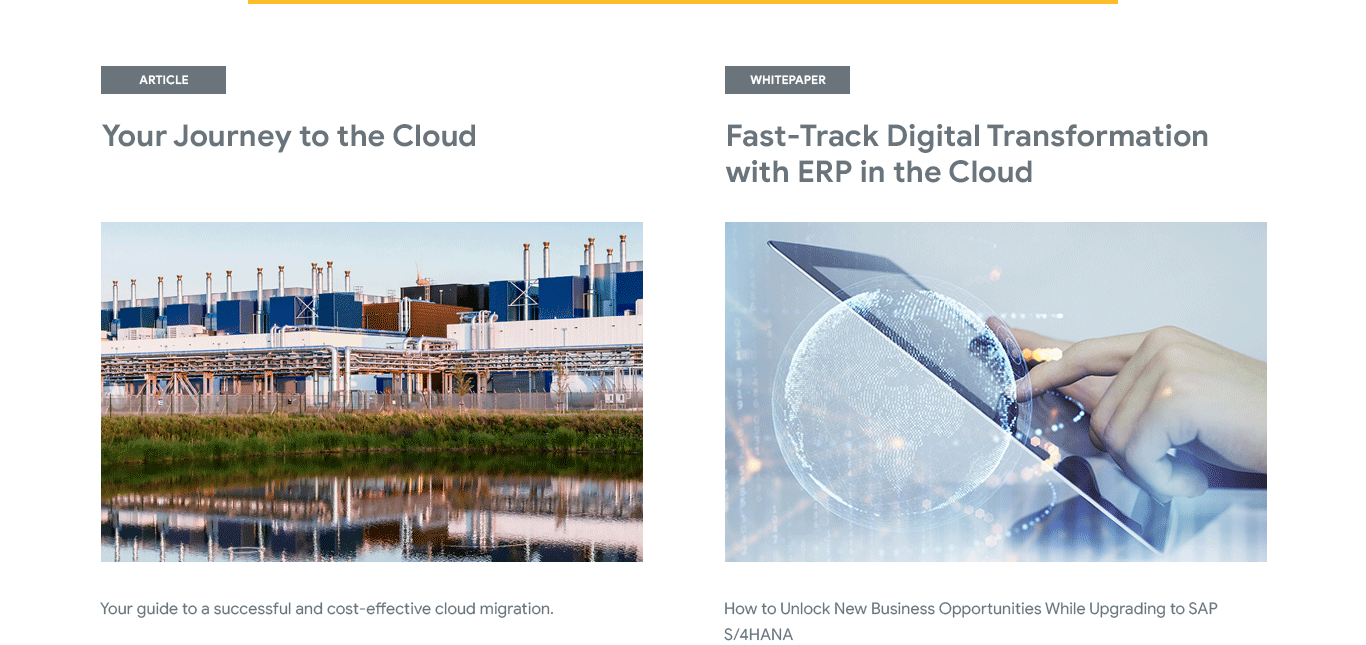 ARTICLE
Your Journey to the Cloud
Your guide to a successful and cost-effective cloud migration.
WHITEPAPER
Fast-Track Digital Transformation
with ERP in the Cloud
How to Unlock New Business Opportunities While Upgrading to SAP
S/4HANA